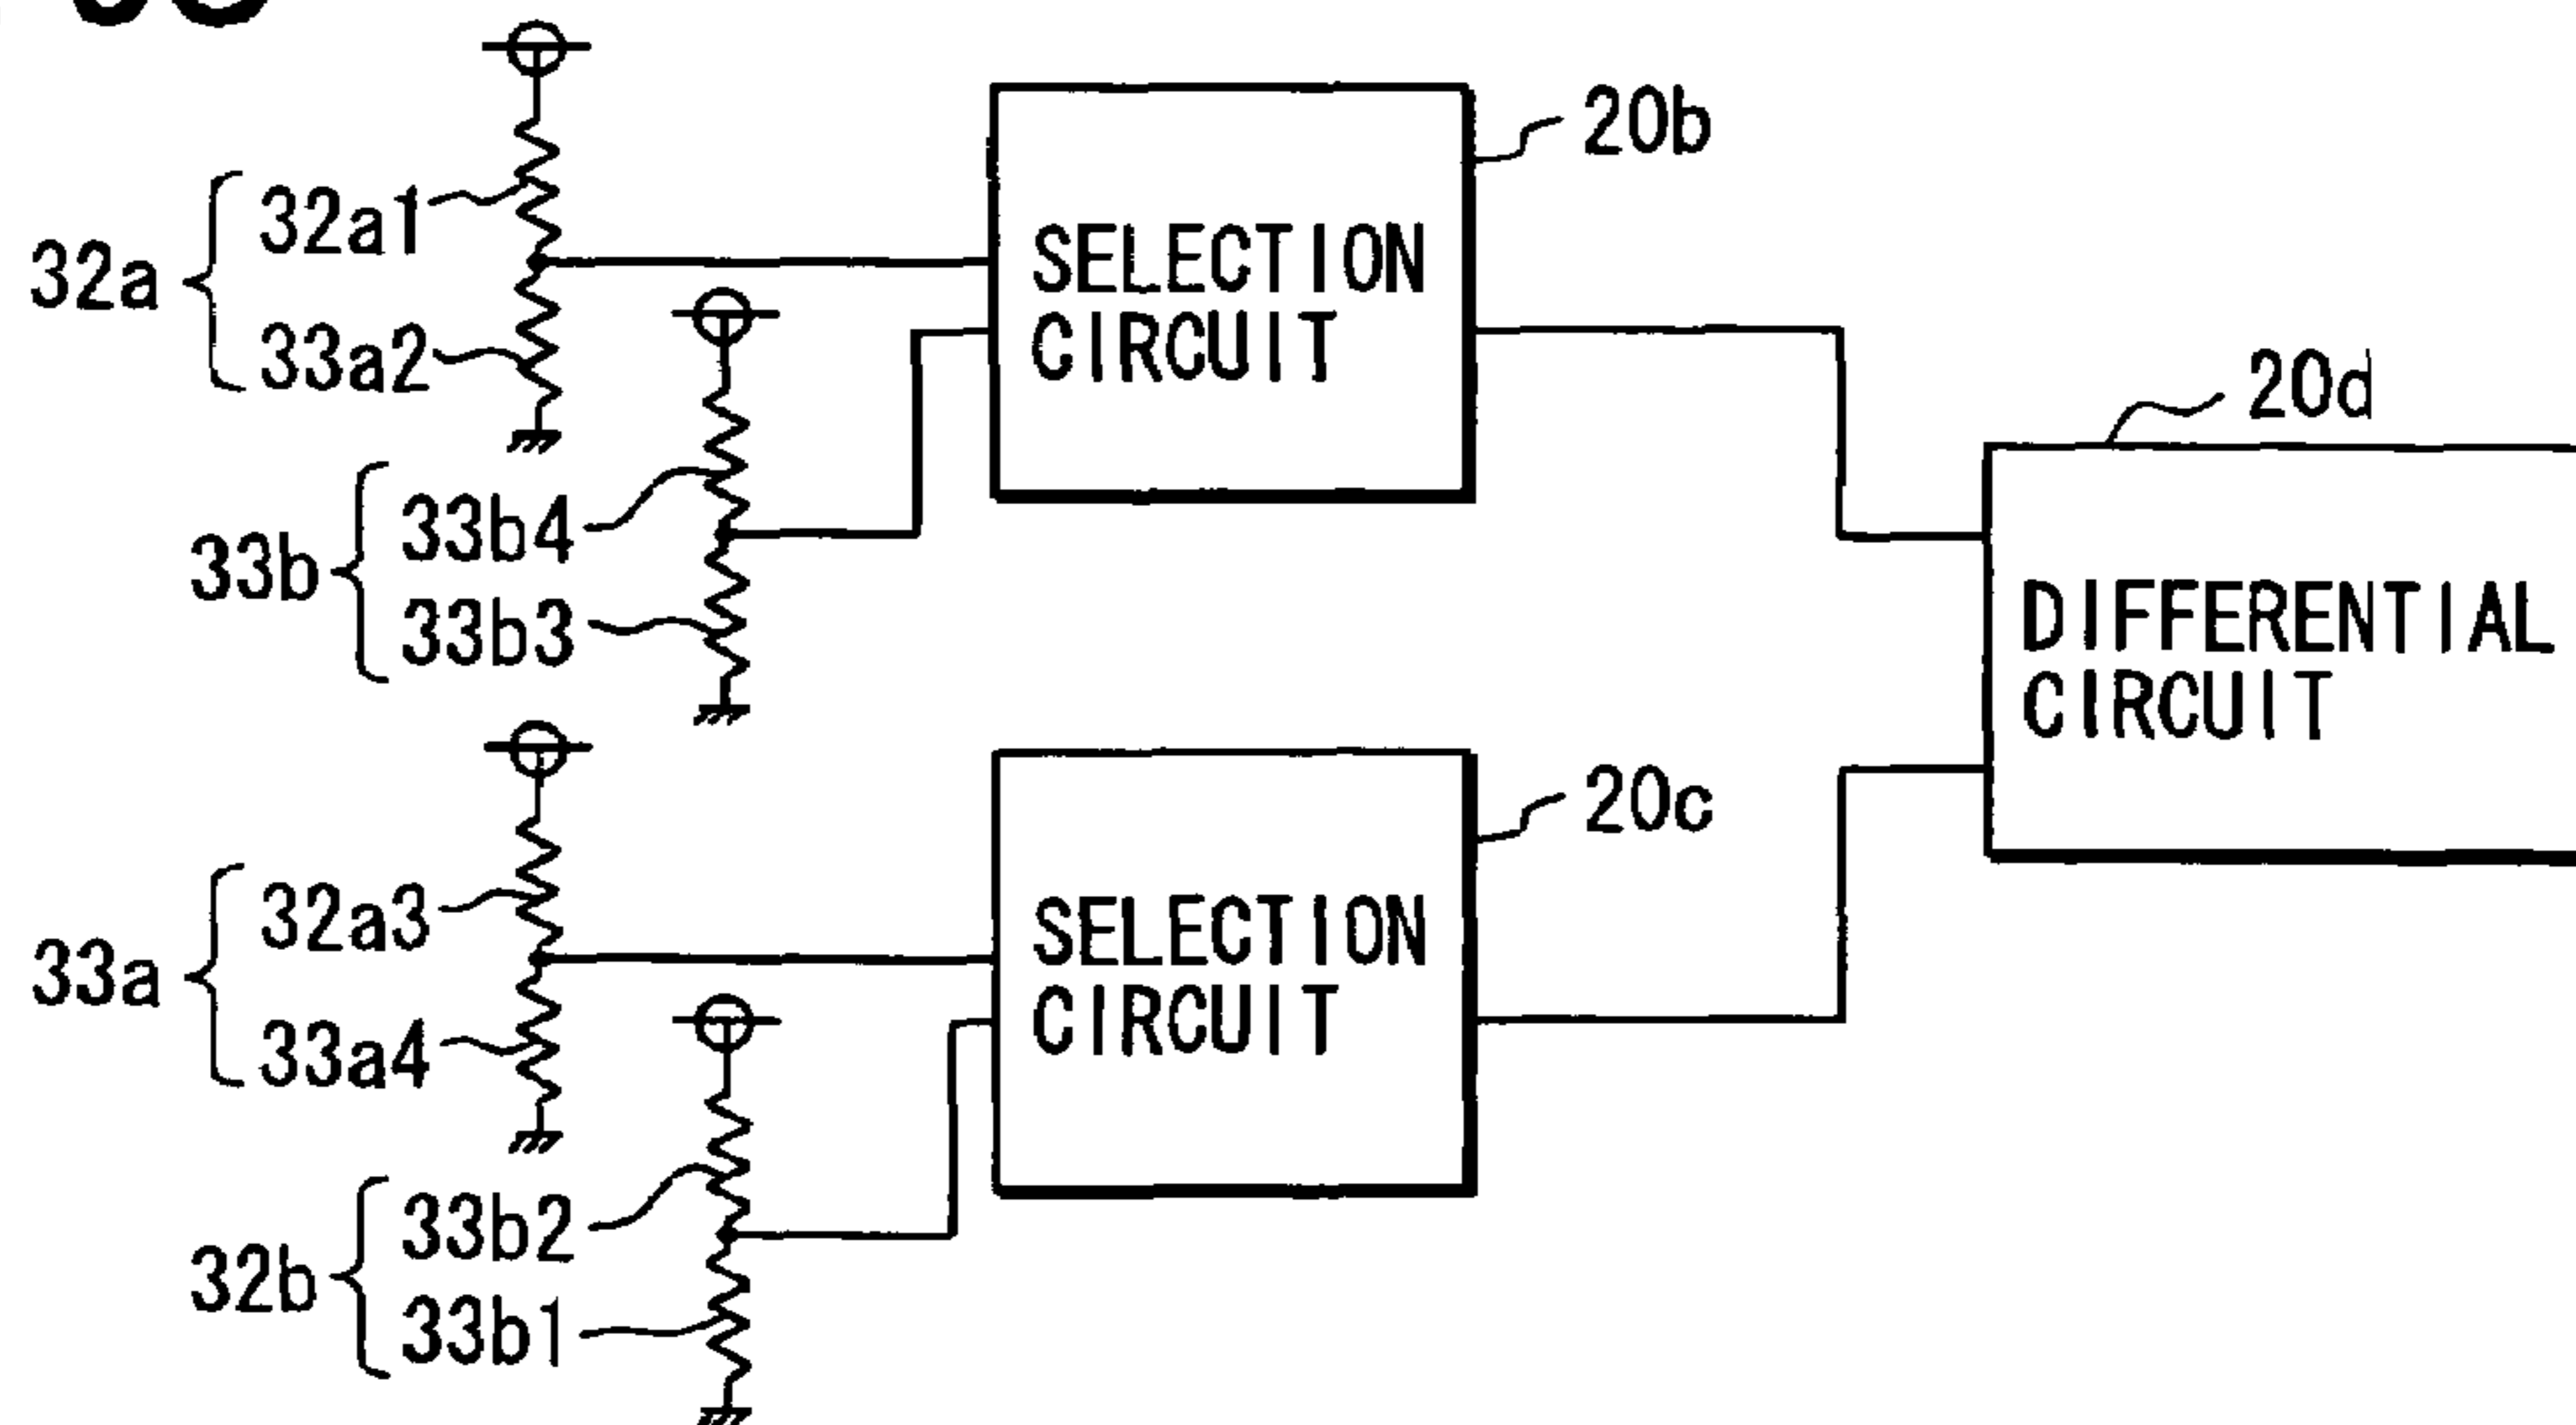 20b
32a1
32a
33a2
SELECTION
CIRCUIT
20d
33b4
33b
33b3
DIFFERENTIAL
CIRCUIT
20c
32a3
33a
33a4
SELECTION
CIRCUIT
33b2
32b
33b1